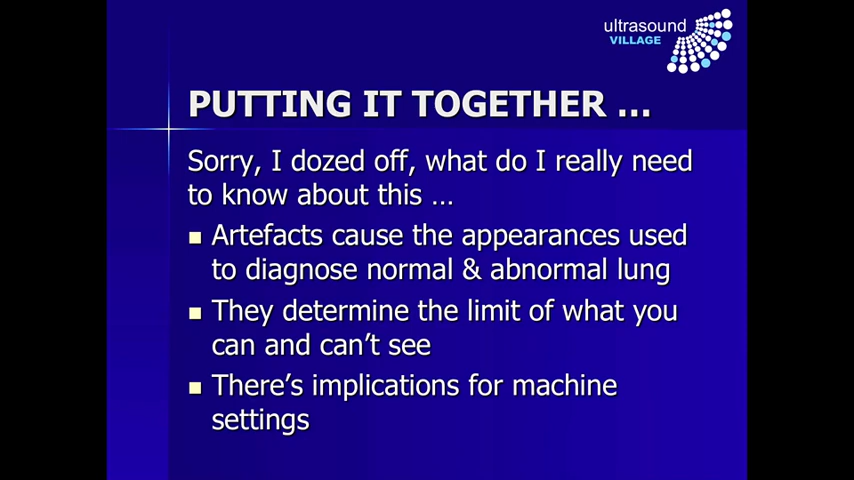 ultrasound
VILLAGE
PUTTING IT TOGETHER ...
Sorry, I dozed off, what do I really need
to know about this ...
Artefacts cause the appearances used
to diagnose normal & abnormal lung
They determine the limit of what you
can and can't see
There's implications for machine
settings